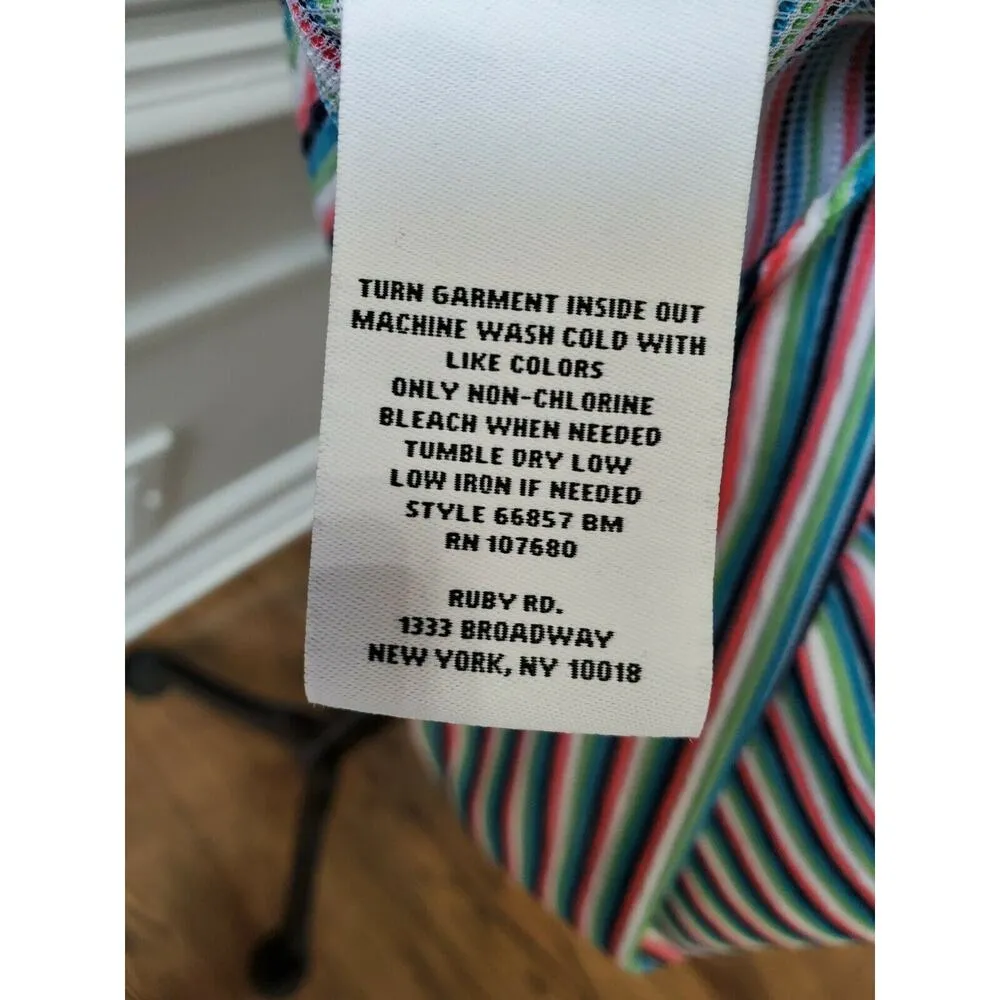 TURN GARMENT INSIDE OUT
MACHINE WASH COLD WITH
LIKE COLORS
ONLY NON-CHLORINE
BLEACH WHEN NEEDED
TUMBLE DRY LOW
LOW IRON IF NEEDED
STYLE 66857 BM
RN 107680
RUBY RD.
1333 BROADWAY
NEW YORK, NY 10018